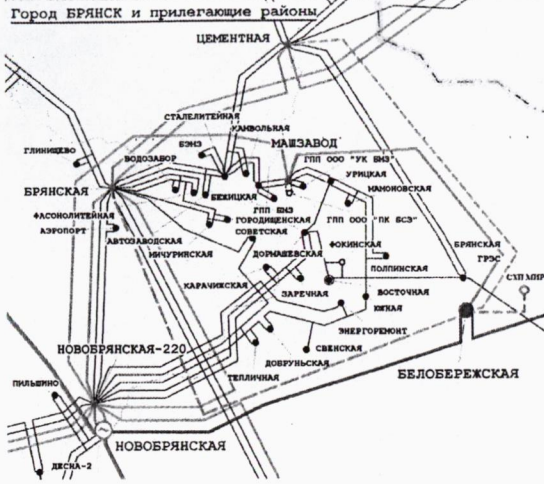 Город БРЯНСК и прилегающие районы
ЦЕМЕНТНАЯ
СТАЛЕЛИТЕЙНАЯ
КАМВОЛЬНАЯ
ГЛИНИЩЕВО
БЭМЗ
МАШЗАВОД
ВОДОЗАБОР
ГПП ООО "УК БМЗ"
УРИЦКАЯ
БРЯНСКАЯ
БЕЖИЦКАЯ
МАМОНОВСКАЯ
ГПП БМЗ
ФАСОНОЛИТЕЙНАЯ
ГОРОДИЩЕНСКАЯ
ГПП ООО "ПК БСЗ"
АЭРОПОРТ
СОВЕТСКАЯ
АВТОЗАВОДСКАЯ
ФОКИНСКАЯ
БРЯНСКАЯ
МИЧУРИНСКАЯ
ДОРМАШЕВСКАЯ
ГРЭС
ПОЛПИНСКАЯ
КАРАЧИЖСКАЯ
ЗАРЕЧНАЯ
ВОСТОЧНАЯ
ЮЖНАЯ
ЭНЕРГОРЕМОНТ
НОВОБРЯНСКАЯ-220
СВЕНСКАЯ
ДОБРУНЬСКАЯ
БЕЛОБЕРЕЖСКАЯ
ПИЛЬШИНО
ТЕПЛИЧНАЯ
НОВОБРЯНСКАЯ
ДЕСНА-2